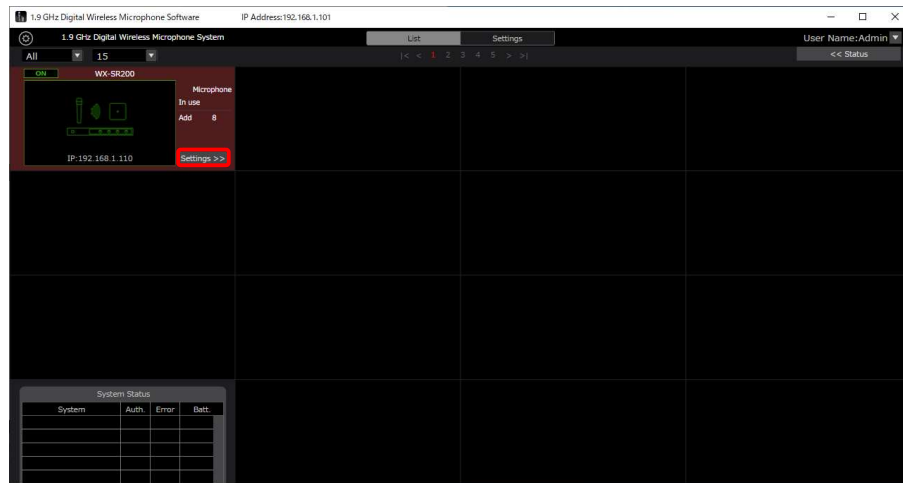 1.9 GHz Digital Wireless Microphone Software IP Address:192.168.1.101
1.9 GHz Digital Wireless Microphone System List Settings User Name:Admin
All 15 |< < 1 2 3 4 5 > >| << Status
ON WX-SR200
Microphone
In use
Add 8
IP:192.168.1.110 Settings >>
System Status
System Auth. Error Batt.